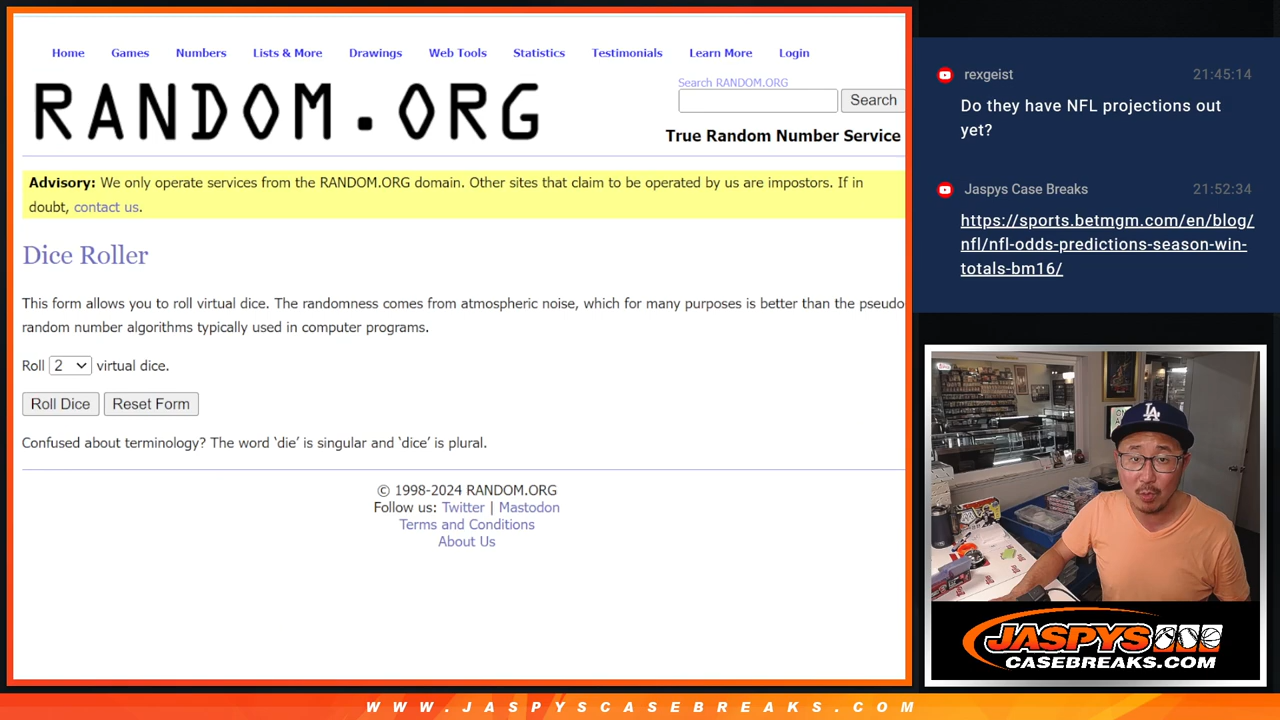 Home Games Numbers Lists & More Drawings Web Tools Statistics Testimonials Learn More Login
RANDOM.ORG
Search RANDOM.ORG
Search
True Random Number Service
Advisory: We only operate services from the RANDOM.ORG domain. Other sites that claim to be operated by us are impostors. If in
doubt, contact us.
Dice Roller
This form allows you to roll virtual dice. The randomness comes from atmospheric noise, which for many purposes is better than the pseudo
random number algorithms typically used in computer programs.
Roll 2 virtual dice.
Roll Dice Reset Form
Confused about terminology? The word ‘die’ is singular and ‘dice’ is plural.
© 1998-2024 RANDOM.ORG
Follow us: Twitter | Mastodon
Terms and Conditions
About Us
rexgeist 21:45:14
Do they have NFL projections out
yet?
Jaspys Case Breaks 21:52:34
https://sports.betmgm.com/en/blog/
nfl/nfl-odds-predictions-season-win-
totals-bm16/
LA
JASPYS
CASEBREAKS.COM
WWW.JASPYSCASEBREAKS.COM